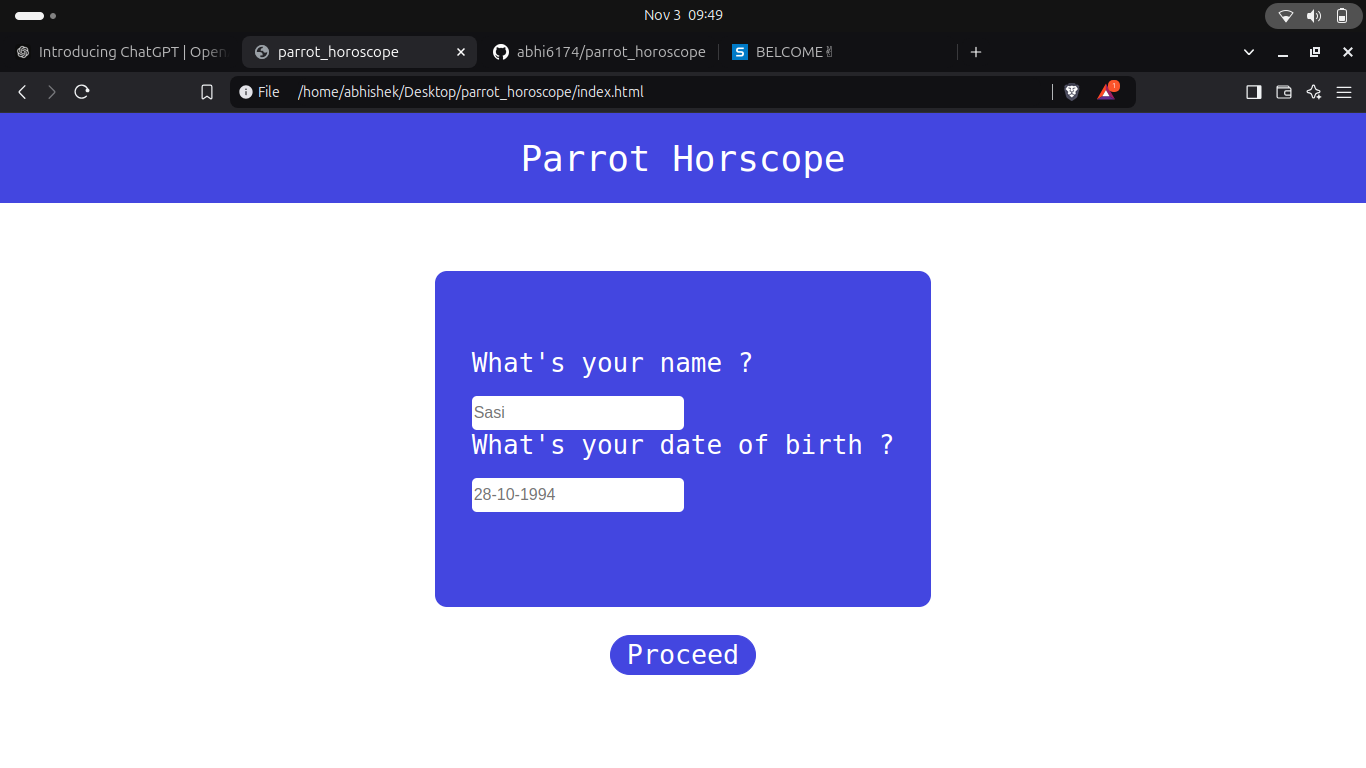 Nov 3 09:49
Introducing ChatGPT | Open
parrot_horoscope
abhi6174/parrot_horoscope
S BELCOME✌
File /home/abhishek/Desktop/parrot_horoscope/index.html
1
Parrot Horscope
What's your name ?
Sasi
What's your date of birth ?
28-10-1994
Proceed